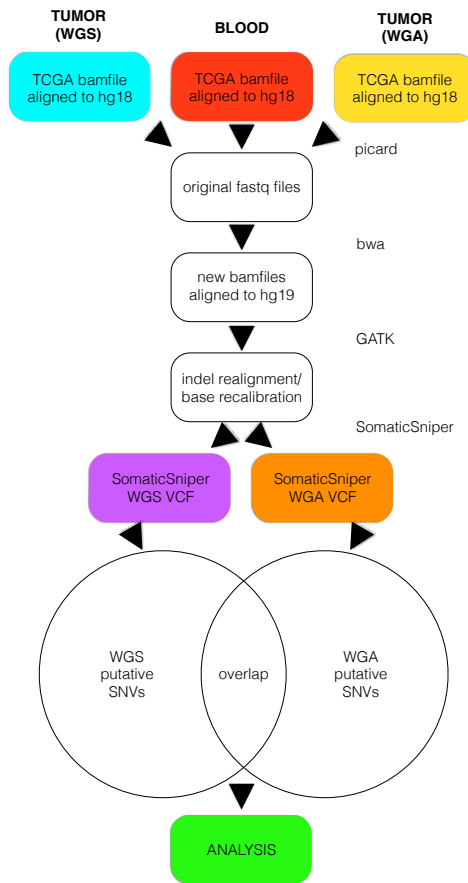 TUMOR
(WGS)
BLOOD
TUMOR
(WGA)
TCGA bamfile
aligned to hg18
TCGA bamfile
aligned to hg18
TCGA bamfile
aligned to hg18
picard
original fastq files
bwa
new bamfiles
aligned to hg19
GATK
indel realignment/
base recalibration
SomaticSniper
SomaticSniper
WGS VCF
SomaticSniper
WGA VCF
WGS
putative
SNVs
overlap
WGA
putative
SNVs
ANALYSIS